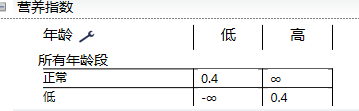 营养指数
年龄 低 高
所有年龄段
正常 0.4 ∞
低 -∞ 0.4